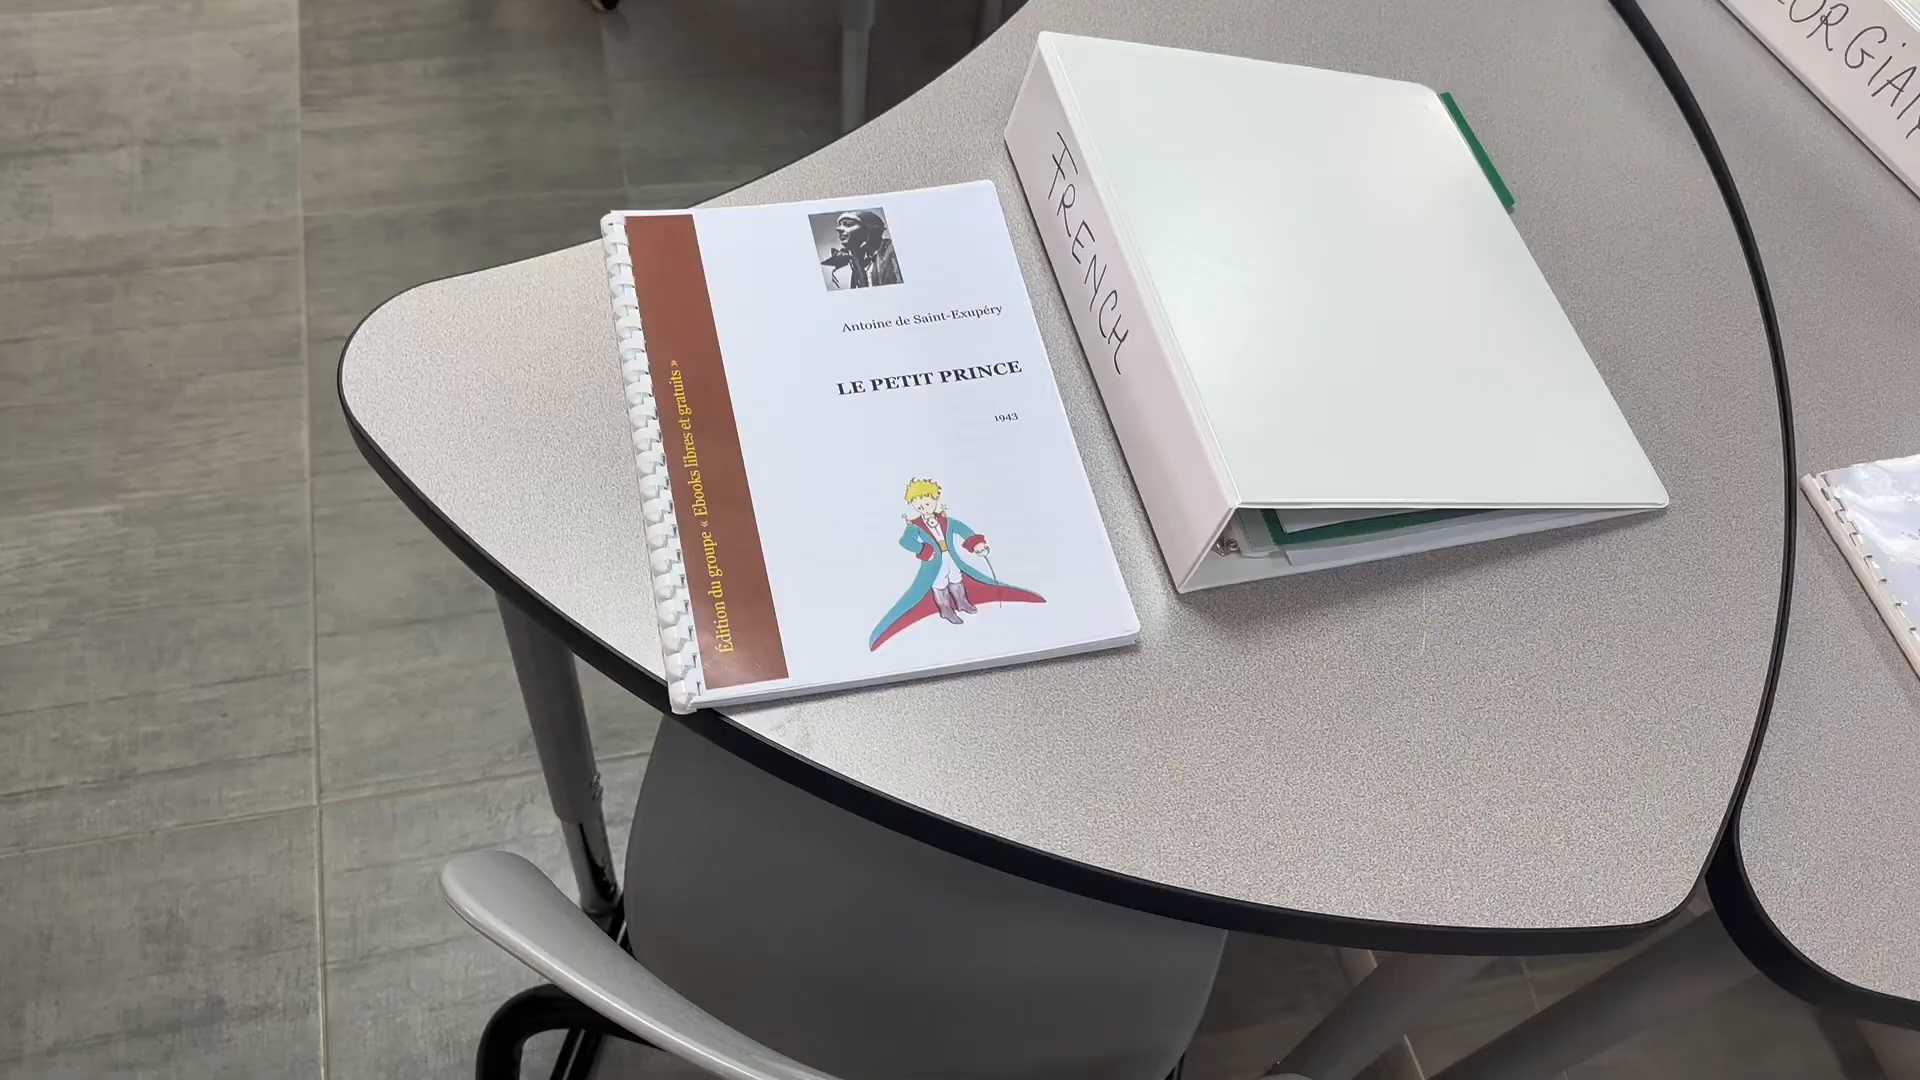 Antoine de Saint-Exupéry
LE PETIT PRINCE
1943
Édition du groupe « Ebooks libres et gratuits »
FRENCH